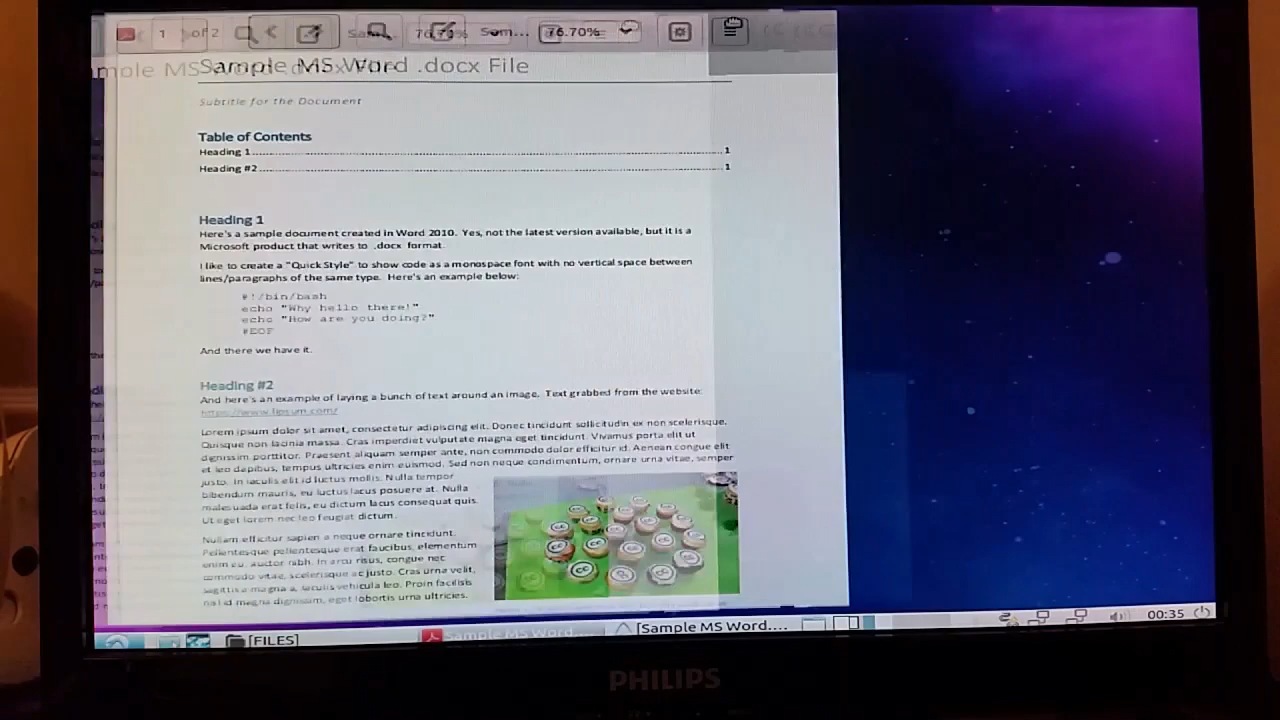 1 of 2
76.70%
Sample MS Word .docx File
Subtitle for the Document
Table of Contents
Heading 1 1
Heading #2 1
Heading 1
Here's a sample document created in Word 2010. Yes, not the latest version available, but it is a
Microsoft product that writes to .docx format.
I like to create a "QuickStyle" to show code as a monospace font with no vertical space between
lines/paragraphs of the same type. Here's an example below:
#!/bin/bash
echo "Why hello there!"
echo "How are you doing?"
#EOF
And there we have it.
Heading #2
And here's an example of laying a bunch of text around an image. Text grabbed from the website:
https://www.lipsum.com/
Lorem ipsum dolor sit amet, consectetur adipiscing elit. Donec tincidunt sollicitudin ex non scelerisque.
Quisque non lacinia massa. Cras imperdiet vulputate magna eget tincidunt. Vivamus porta elit ut
dignissim porttitor. Praesent aliquam semper ante, non commodo dolor efficitur id. Aenean congue elit
et leo dapibus, tempus ultricies enim euismod. Sed non neque condimentum, ornare urna vitae, semper
justo. In iaculis elit id luctus mollis. Nulla tempor
bibendum mauris, eu luctus lacus posuere at. Nulla
malesuada erat felis, eu dictum lacus consequat quis.
Ut eget lorem nec leo feugiat dictum.
Nullam efficitur sapien a neque ornare tincidunt.
Pellentesque pellentesque erat faucibus, elementum
enim eu, auctor nibh. In arcu risus, congue nec
commodo vitae, scelerisque ac justo. Cras urna velit,
sagittis a magna a, iaculis vehicula leo. Proin facilisis
nisl id magna dignissim, eget lobortis urna ultricies.
[FILES]
Sample MS Word....
[Sample MS Word....
00:35
PHILIPS